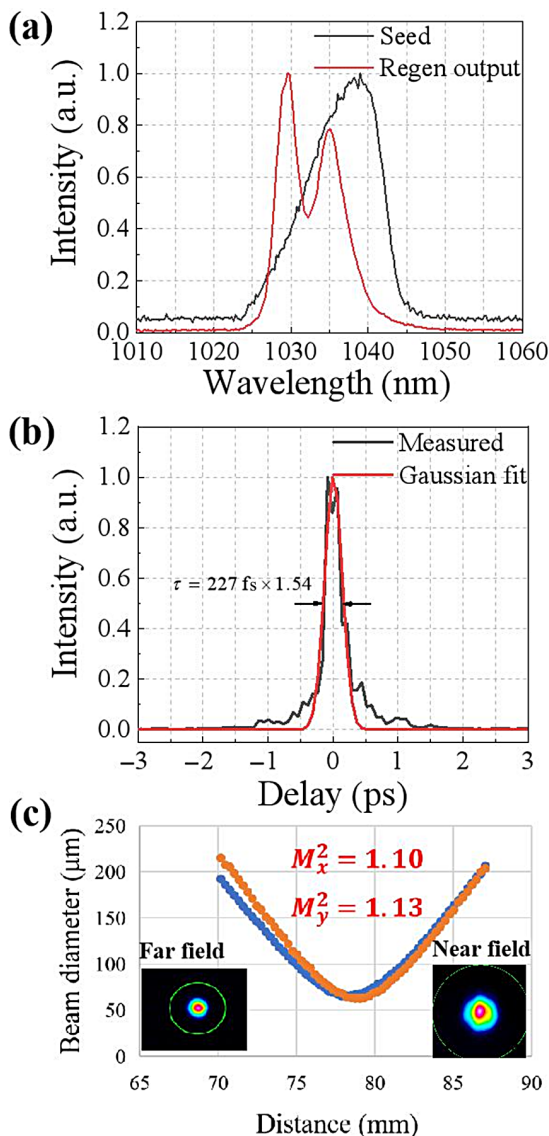 (a)
Seed
Regen output
Intensity (a.u.)
1.2
1.0
0.8
0.6
0.4
0.2
0.0
1010 1020 1030 1040 1050 1060
Wavelength (nm)
(b)
Measured
Gaussian fit
Intensity (a.u.)
1.2
1.0
0.8
0.6
0.4
0.2
0.0
τ = 227 fs × 1.54
−3 −2 −1 0 1 2 3
Delay (ps)
(c)
Beam diameter (μm)
250
200
150
100
50
0
M_x^2 = 1.10
M_y^2 = 1.13
Far field
Near field
65 70 75 80 85 90
Distance (mm)